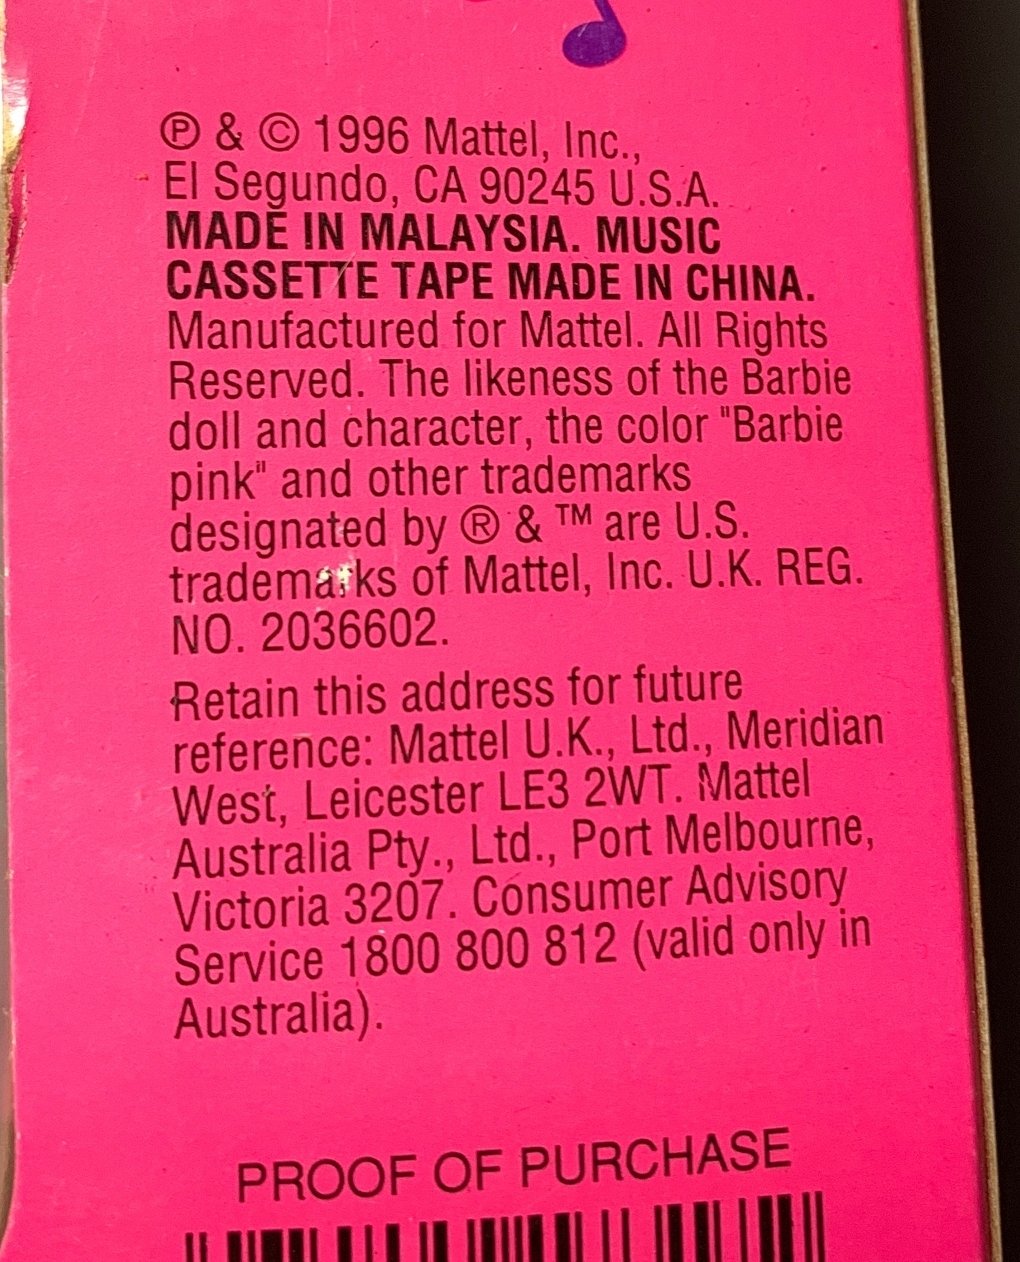 ℗ & © 1996 Mattel, Inc.,
El Segundo, CA 90245 U.S.A.
MADE IN MALAYSIA. MUSIC
CASSETTE TAPE MADE IN CHINA.
Manufactured for Mattel. All Rights
Reserved. The likeness of the Barbie
doll and character, the color "Barbie
pink" and other trademarks
designated by ® & ™ are U.S.
trademarks of Mattel, Inc. U.K. REG.
NO. 2036602.
Retain this address for future
reference: Mattel U.K., Ltd., Meridian
West, Leicester LE3 2WT. Mattel
Australia Pty., Ltd., Port Melbourne,
Victoria 3207. Consumer Advisory
Service 1800 800 812 (valid only in
Australia).
PROOF OF PURCHASE